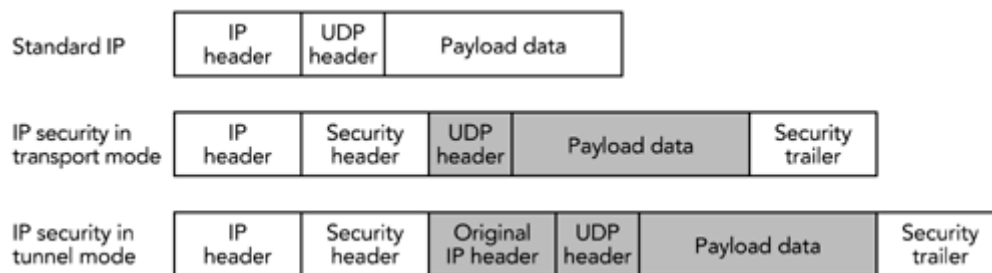 Standard IP
IP
header
UDP
header
Payload data
IP security in
transport mode
IP
header
Security
header
UDP
header
Payload data
Security
trailer
IP security in
tunnel mode
IP
header
Security
header
Original
IP header
UDP
header
Payload data
Security
trailer